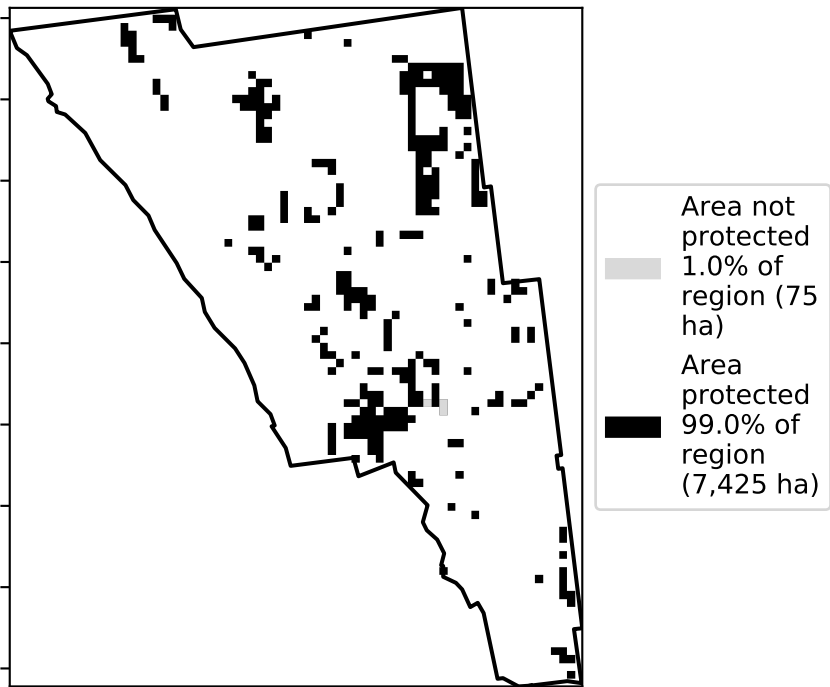 Area not
protected
1.0% of
region (75
ha)
Area
protected
99.0% of
region
(7,425 ha)